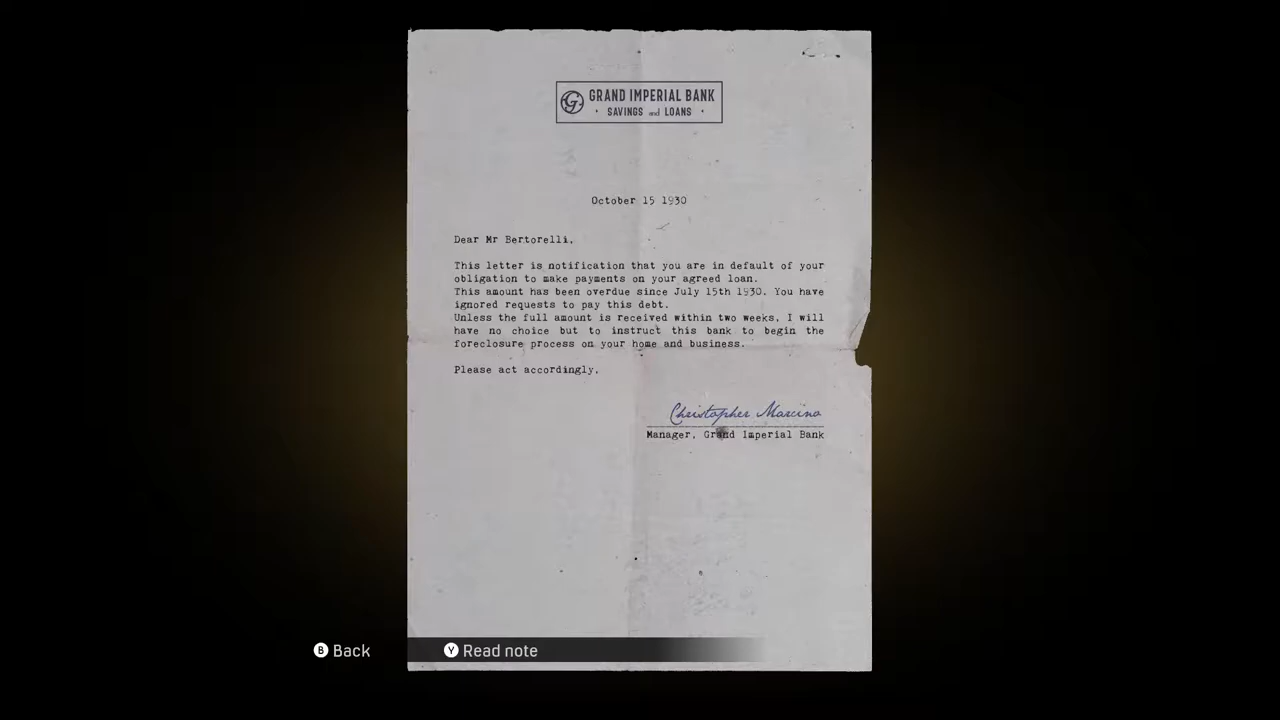 GRAND IMPERIAL BANK
· SAVINGS and LOANS ·
October 15 1930
Dear Mr Bertorelli,
This letter is notification that you are in default of your
obligation to make payments on your agreed loan.
This amount has been overdue since July 15th 1930. You have
ignored requests to pay this debt.
Unless the full amount is received within two weeks, I will
have no choice but to instruct this bank to begin the
foreclosure process on your home and business.
Please act accordingly,
Christopher Marcino
Manager, Grand Imperial Bank
B Back
Y Read note